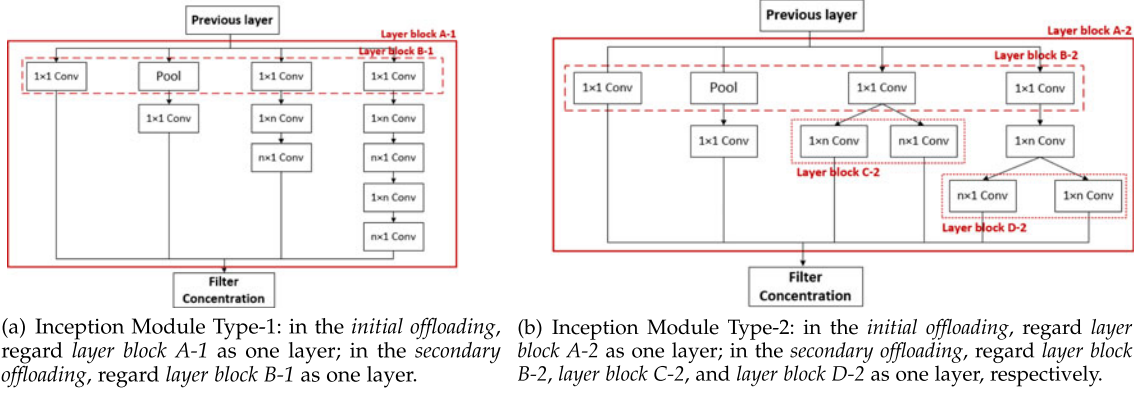 Previous layer
Layer block A-1
Layer block B-1
1×1 Conv
Pool
1×1 Conv
1×1 Conv
1×1 Conv
1×n Conv
1×n Conv
n×1 Conv
n×1 Conv
1×n Conv
n×1 Conv
Filter
Concentration
(a) Inception Module Type-1: in the initial offloading,
regard layer block A-1 as one layer; in the secondary
offloading, regard layer block B-1 as one layer.
Previous layer
Layer block A-2
Layer block B-2
1×1 Conv
Pool
1×1 Conv
1×1 Conv
1×1 Conv
1×n Conv
n×1 Conv
1×n Conv
Layer block C-2
n×1 Conv
1×n Conv
Layer block D-2
Filter
Concentration
(b) Inception Module Type-2: in the initial offloading, regard layer
block A-2 as one layer; in the secondary offloading, regard layer block
B-2, layer block C-2, and layer block D-2 as one layer, respectively.